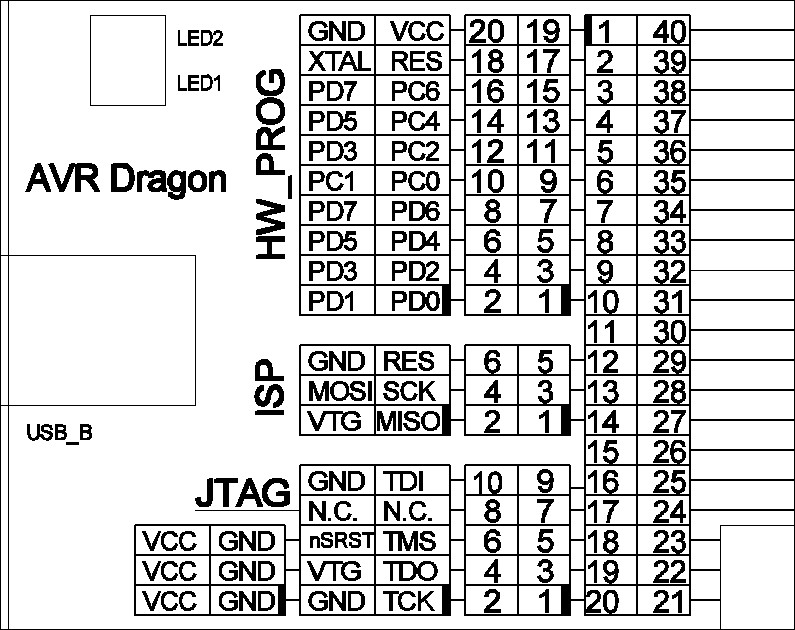 LED2
LED1
AVR Dragon
USB_B
HW_PROG
GND VCC 20 19 1 40
XTAL RES 18 17 2 39
PD7 PC6 16 15 3 38
PD5 PC4 14 13 4 37
PD3 PC2 12 11 5 36
PC1 PC0 10 9 6 35
PD7 PD6 8 7 7 34
PD5 PD4 6 5 8 33
PD3 PD2 4 3 9 32
PD1 PD0 2 1 10 31
11 30
ISP
GND RES 6 5 12 29
MOSI SCK 4 3 13 28
VTG MISO 2 1 14 27
15 26
JTAG
GND TDI 10 9 16 25
N.C. N.C. 8 7 17 24
VCC GND nSRST TMS 6 5 18 23
VCC GND VTG TDO 4 3 19 22
VCC GND GND TCK 2 1 20 21